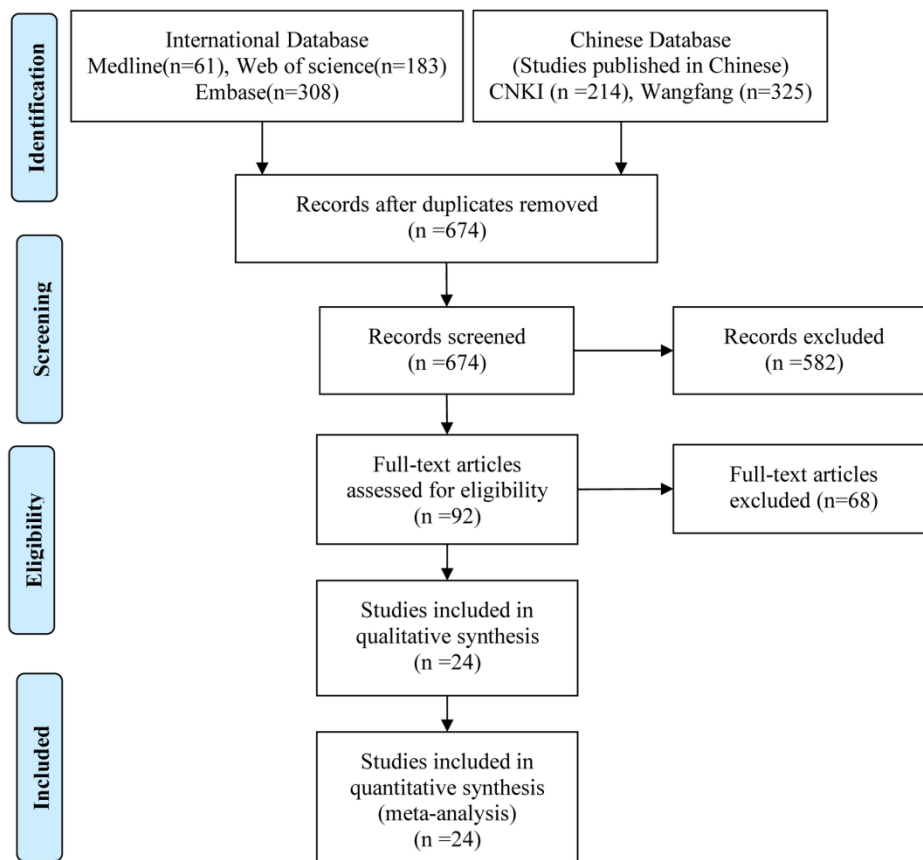 Identification
International Database
Medline(n=61), Web of science(n=183)
Embase(n=308)
Chinese Database
(Studies published in Chinese)
CNKI (n =214), Wangfang (n=325)
Records after duplicates removed
(n =674)
Screening
Records screened
(n =674)
Records excluded
(n =582)
Eligibility
Full-text articles
assessed for eligibility
(n =92)
Full-text articles
excluded (n=68)
Studies included in
qualitative synthesis
(n =24)
Included
Studies included in
quantitative synthesis
(meta-analysis)
(n =24)